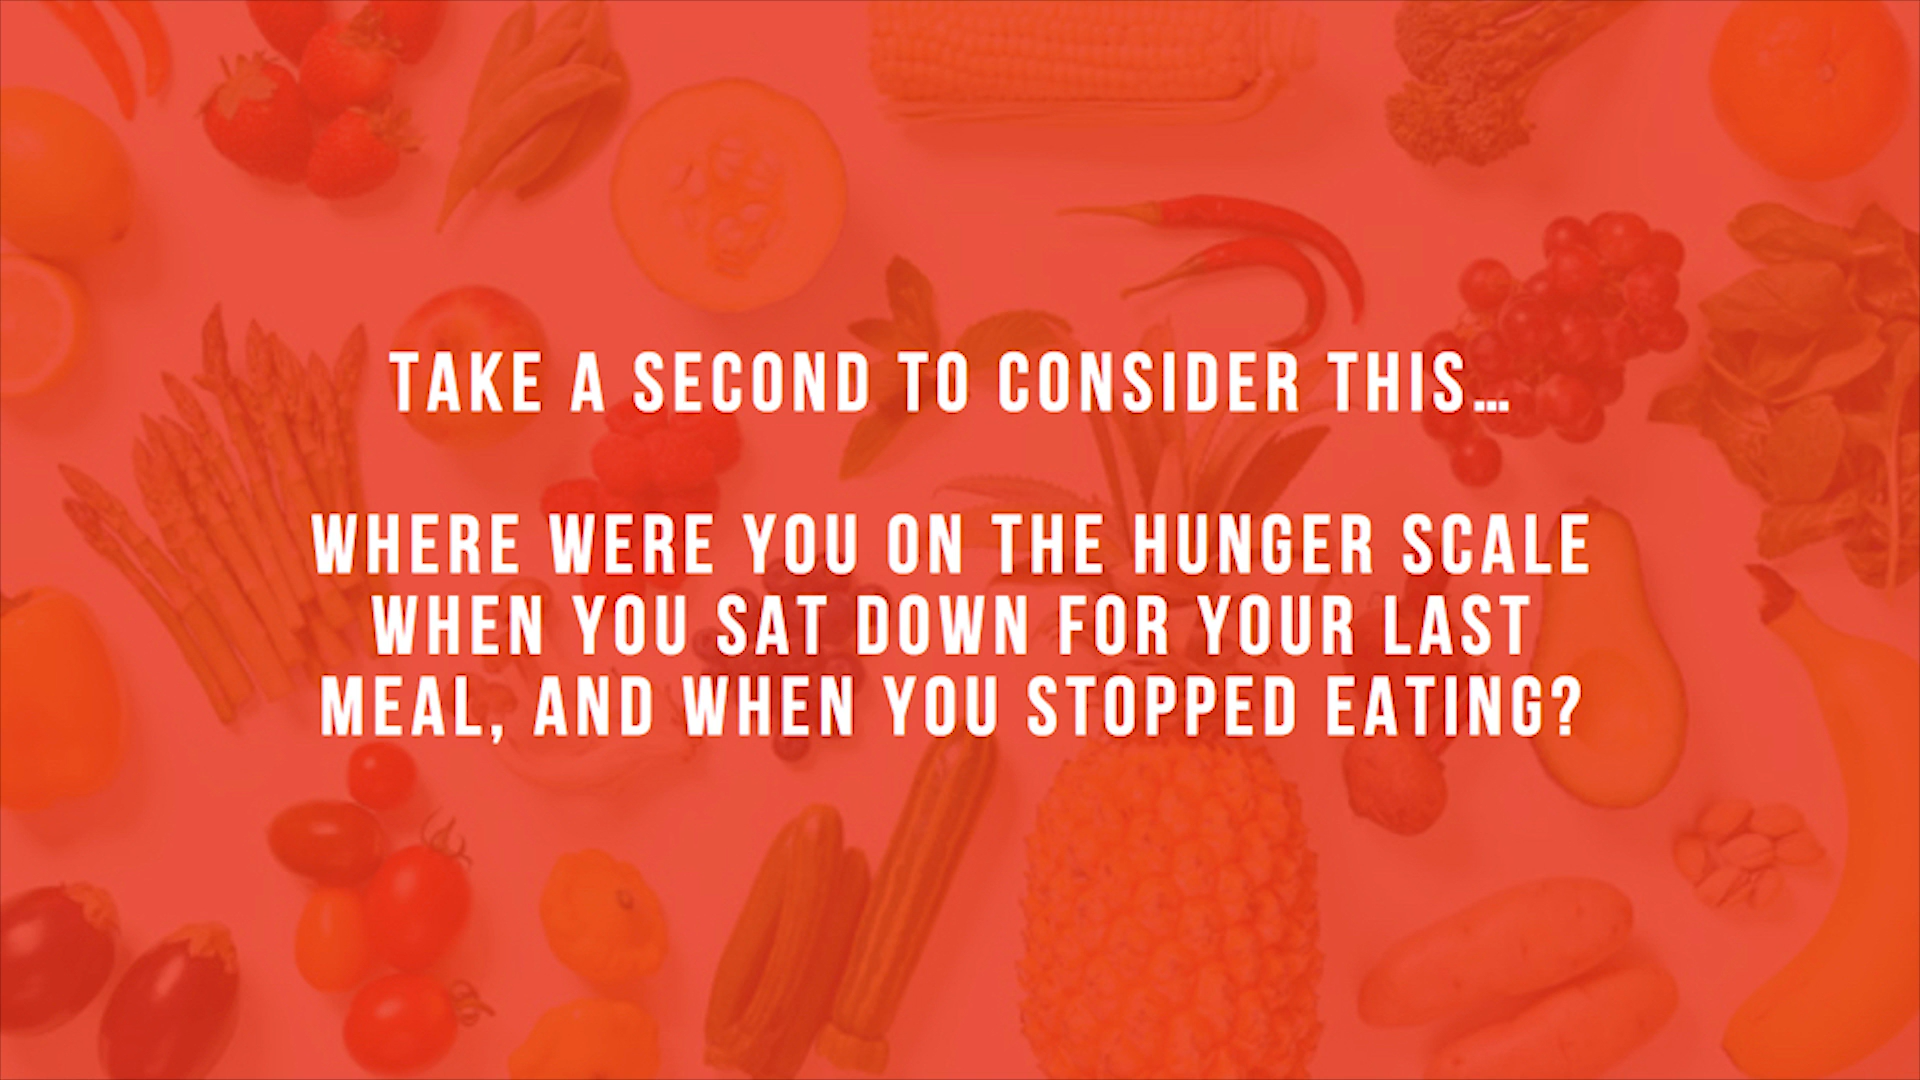 TAKE A SECOND TO CONSIDER THIS…
WHERE WERE YOU ON THE HUNGER SCALE
WHEN YOU SAT DOWN FOR YOUR LAST
MEAL, AND WHEN YOU STOPPED EATING?